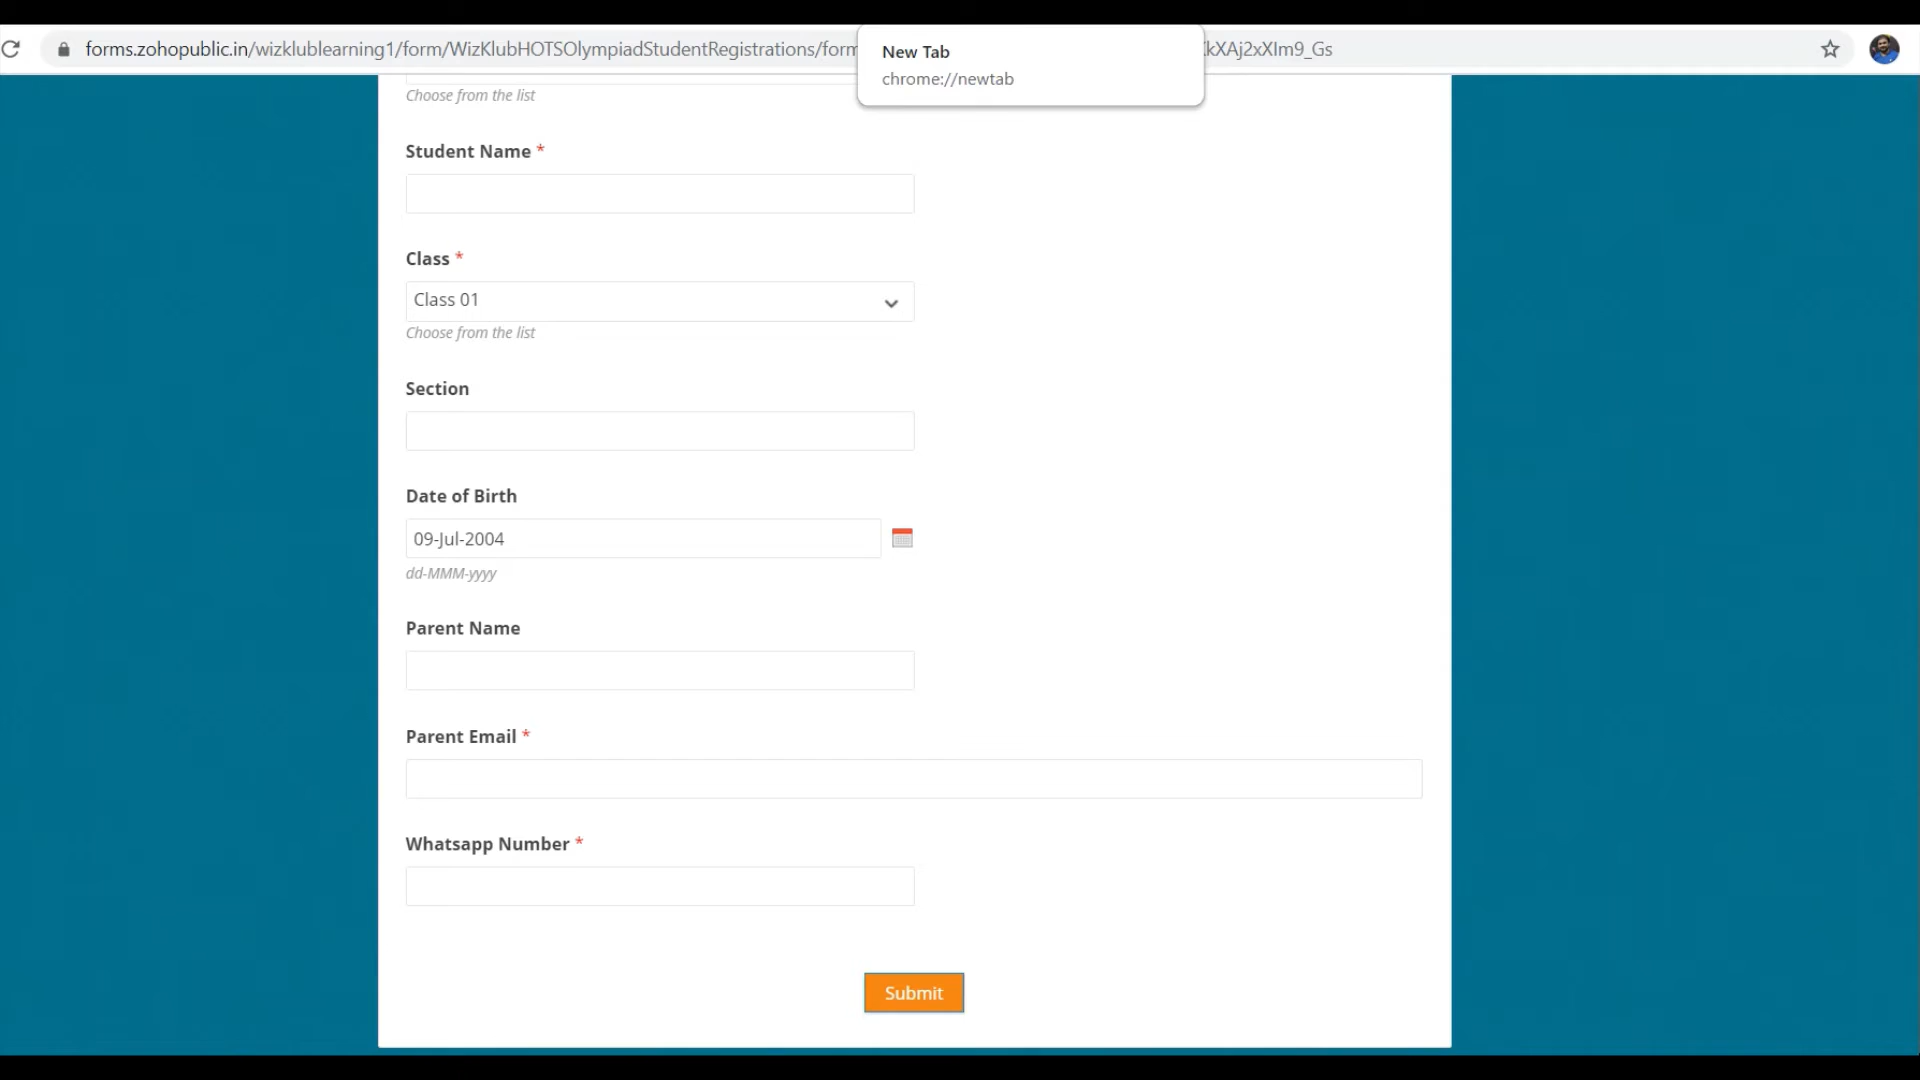 forms.zohopublic.in/wizklublearning1/form/WizKlubHOTSOlympiadStudentRegistrations/form
kXAj2xXIm9_Gs
New Tab
chrome://newtab
Choose from the list
Student Name *
Class *
Class 01
Choose from the list
Section
Date of Birth
09-Jul-2004
dd-MMM-yyyy
Parent Name
Parent Email *
Whatsapp Number *
Submit